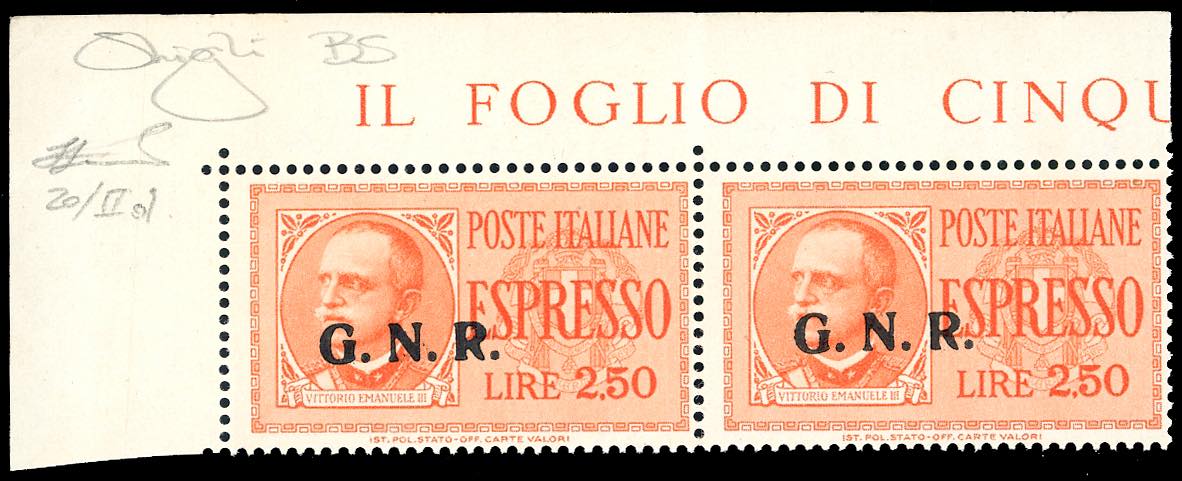 BS
IL FOGLIO DI CINQU
20/II
POSTE ITALIANE
ESPRESSO
G. N. R.
LIRE 2,50
VITTORIO EMANUELE III
IST. POL. STATO-OFF. CARTE VALORI
POSTE ITALIANE
ESPRESSO
G. N. R.
LIRE 2,50
VITTORIO EMANUELE III
IST. POL. STATO-OFF. CARTE VALORI